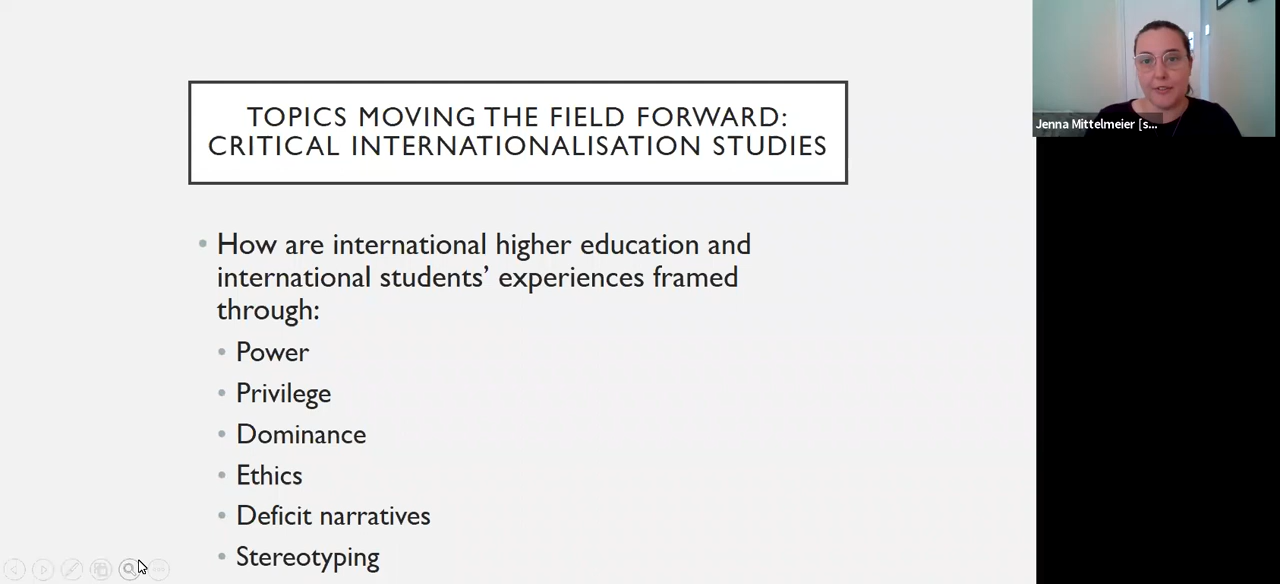 TOPICS MOVING THE FIELD FORWARD:
CRITICAL INTERNATIONALISATION STUDIES
• How are international higher education and
international students’ experiences framed
through:
• Power
• Privilege
• Dominance
• Ethics
• Deficit narratives
• Stereotyping
Jenna Mittelmeier [s...